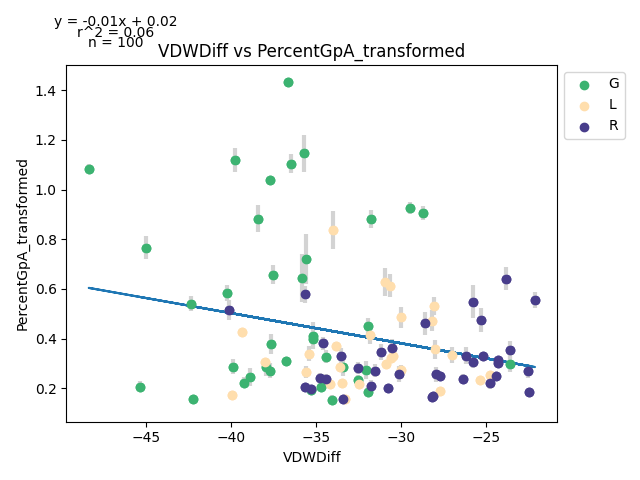 y = -0.01x + 0.02
r^2 = 0.06
n = 100
VDWDiff vs PercentGpA_transformed
G
L
R
1.4
1.2
1.0
0.8
0.6
0.4
0.2
PercentGpA_transformed
−45
−40
−35
−30
−25
VDWDiff